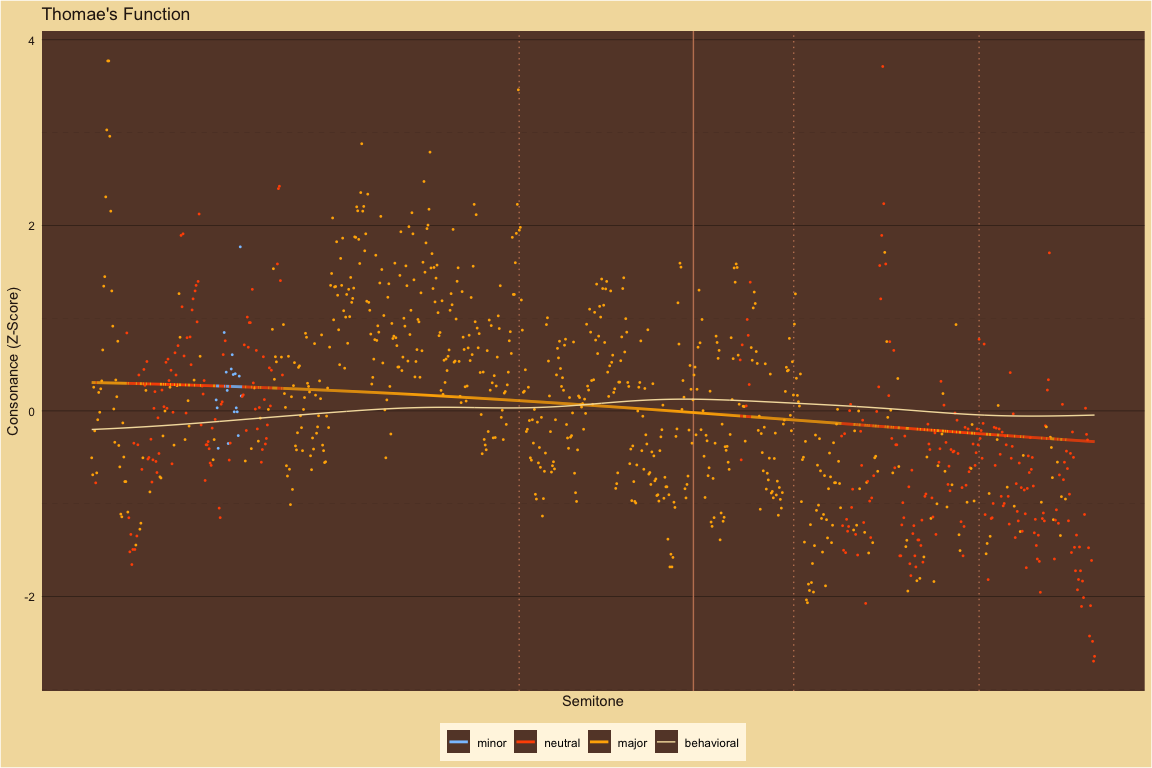 Thomae's Function
Consonance (Z-Score)
4
2
0
-2
Semitone
minor neutral major behavioral